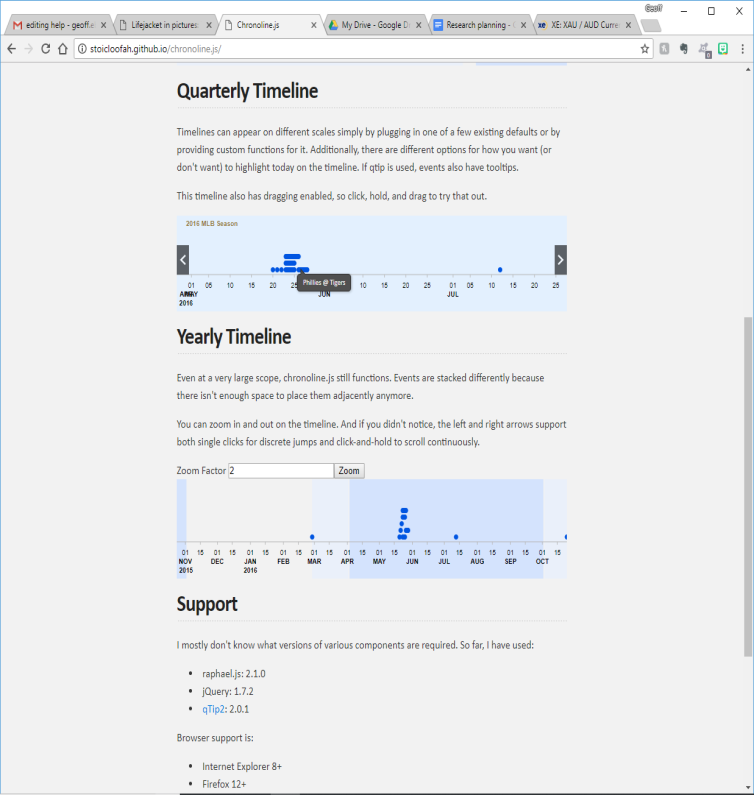 Geoff
editing help - geoff.e
Lifejacket in pictures
Chronoline.js
My Drive - Google D
Research planning -
xe XE: XAU / AUD Curre
stoicloofah.github.io/chronoline.js/
Quarterly Timeline
Timelines can appear on different scales simply by plugging in one of a few existing defaults or by
providing custom functions for it. Additionally, there are different options for how you want (or
don't want) to highlight today on the timeline. If qtip is used, events also have tooltips.
This timeline also has dragging enabled, so click, hold, and drag to try that out.
2016 MLB Season
Phillies @ Tigers
01 05 10 15 20 25 10 15 20 25 01 05 10 15 20 25
MAY JUN JUL
2016
Yearly Timeline
Even at a very large scope, chronoline.js still functions. Events are stacked differently because
there isn't enough space to place them adjacently anymore.
You can zoom in and out on the timeline. And if you didn't notice, the left and right arrows support
both single clicks for discrete jumps and click-and-hold to scroll continuously.
Zoom Factor 2 Zoom
01 15 01 15 01 15 01 15 01 15 01 15 01 15 01 15 01 15 01 15 01 15 01 15
NOV DEC JAN FEB MAR APR MAY JUN JUL AUG SEP OCT
2015 2016
Support
I mostly don't know what versions of various components are required. So far, I have used:
• raphael.js: 2.1.0
• jQuery: 1.7.2
• qTip2: 2.0.1
Browser support is:
• Internet Explorer 8+
• Firefox 12+